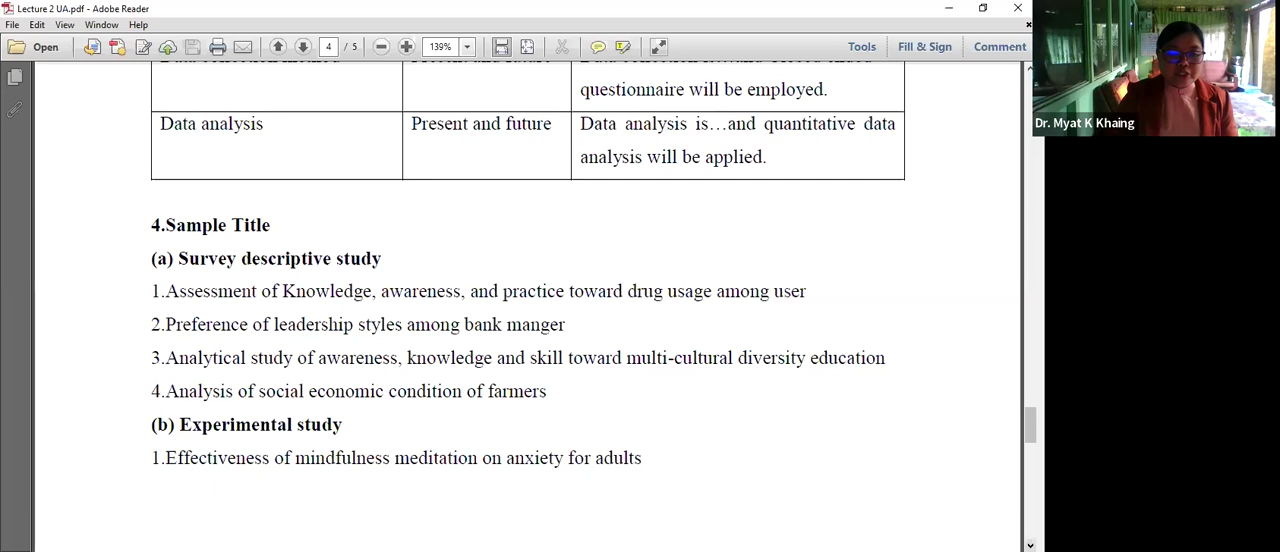 Lecture 2 UA.pdf - Adobe Reader
File Edit View Window Help
Open 4 / 5 139% Tools Fill & Sign Comment
Dr. Myat K Khaing
questionnaire will be employed.
Data analysis Present and future Data analysis is…and quantitative data
analysis will be applied.
4.Sample Title
(a) Survey descriptive study
1.Assessment of Knowledge, awareness, and practice toward drug usage among user
2.Preference of leadership styles among bank manger
3.Analytical study of awareness, knowledge and skill toward multi-cultural diversity education
4.Analysis of social economic condition of farmers
(b) Experimental study
1.Effectiveness of mindfulness meditation on anxiety for adults